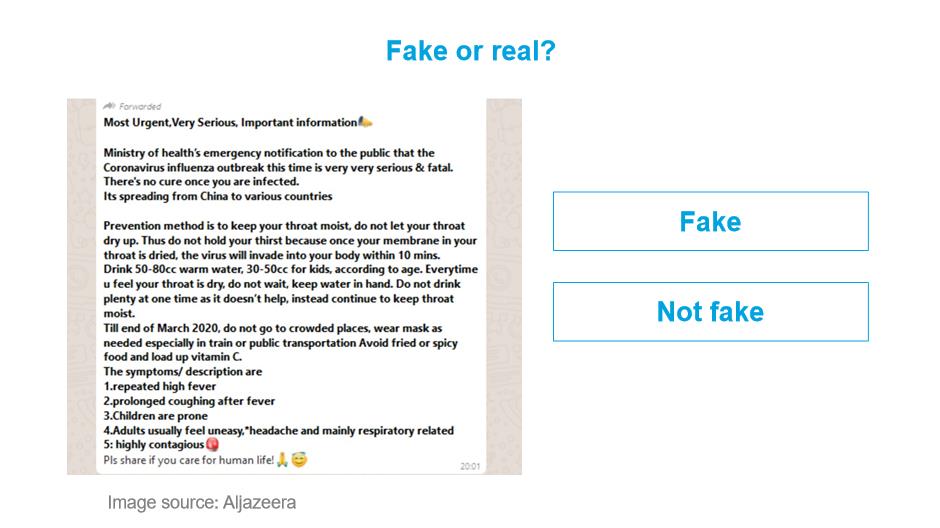 Fake or real?
Forwarded
Most Urgent,Very Serious, Important information
Ministry of health's emergency notification to the public that the
Coronavirus influenza outbreak this time is very very serious & fatal.
There's no cure once you are infected.
Its spreading from China to various countries
Prevention method is to keep your throat moist, do not let your throat
dry up. Thus do not hold your thirst because once your membrane in your
throat is dried, the virus will invade into your body within 10 mins.
Drink 50-80cc warm water, 30-50cc for kids, according to age. Everytime
u feel your throat is dry, do not wait, keep water in hand. Do not drink
plenty at one time as it doesn't help, instead continue to keep throat
moist.
Till end of March 2020, do not go to crowded places, wear mask as
needed especially in train or public transportation Avoid fried or spicy
food and load up vitamin C.
The symptoms/ description are
1.repeated high fever
2.prolonged coughing after fever
3.Children are prone
4.Adults usually feel uneasy,*headache and mainly respiratory related
5: highly contagious
Pls share if you care for human life!
20:01
Fake
Not fake
Image source: Aljazeera